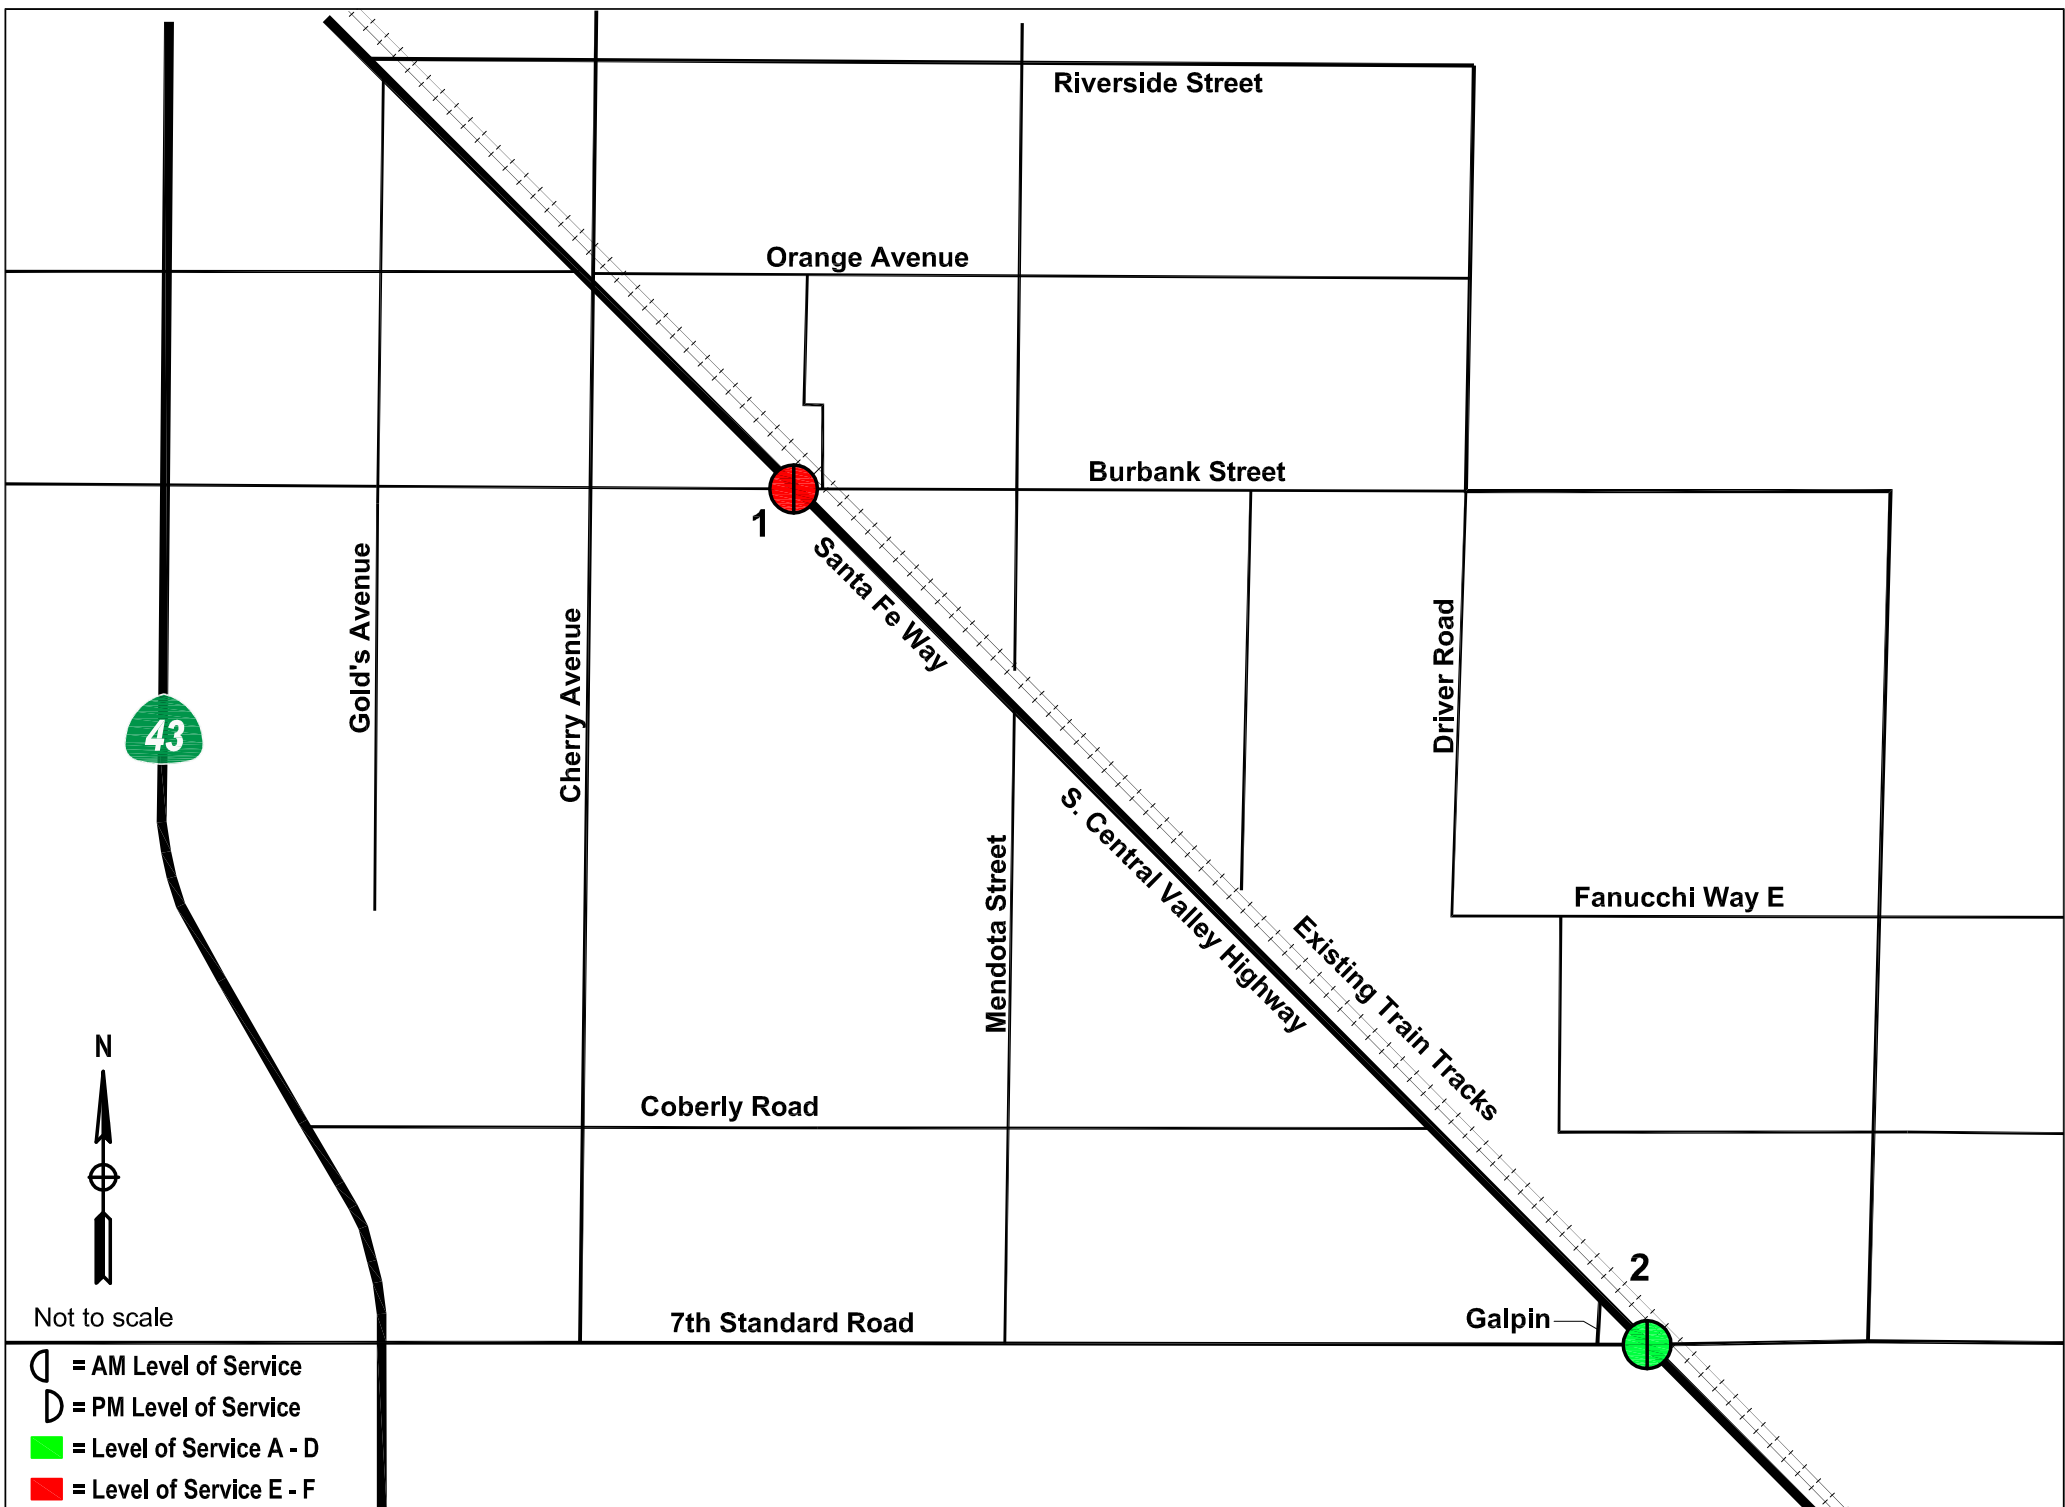 Riverside Street
Orange Avenue
Burbank Street
1
Santa Fe Way
Gold's Avenue
Cherry Avenue
Driver Road
43
S. Central Valley Highway
Mendota Street
Fanucchi Way E
Existing Train Tracks
N
Coberly Road
2
Not to scale
7th Standard Road
Galpin
= AM Level of Service
= PM Level of Service
= Level of Service A - D
= Level of Service E - F